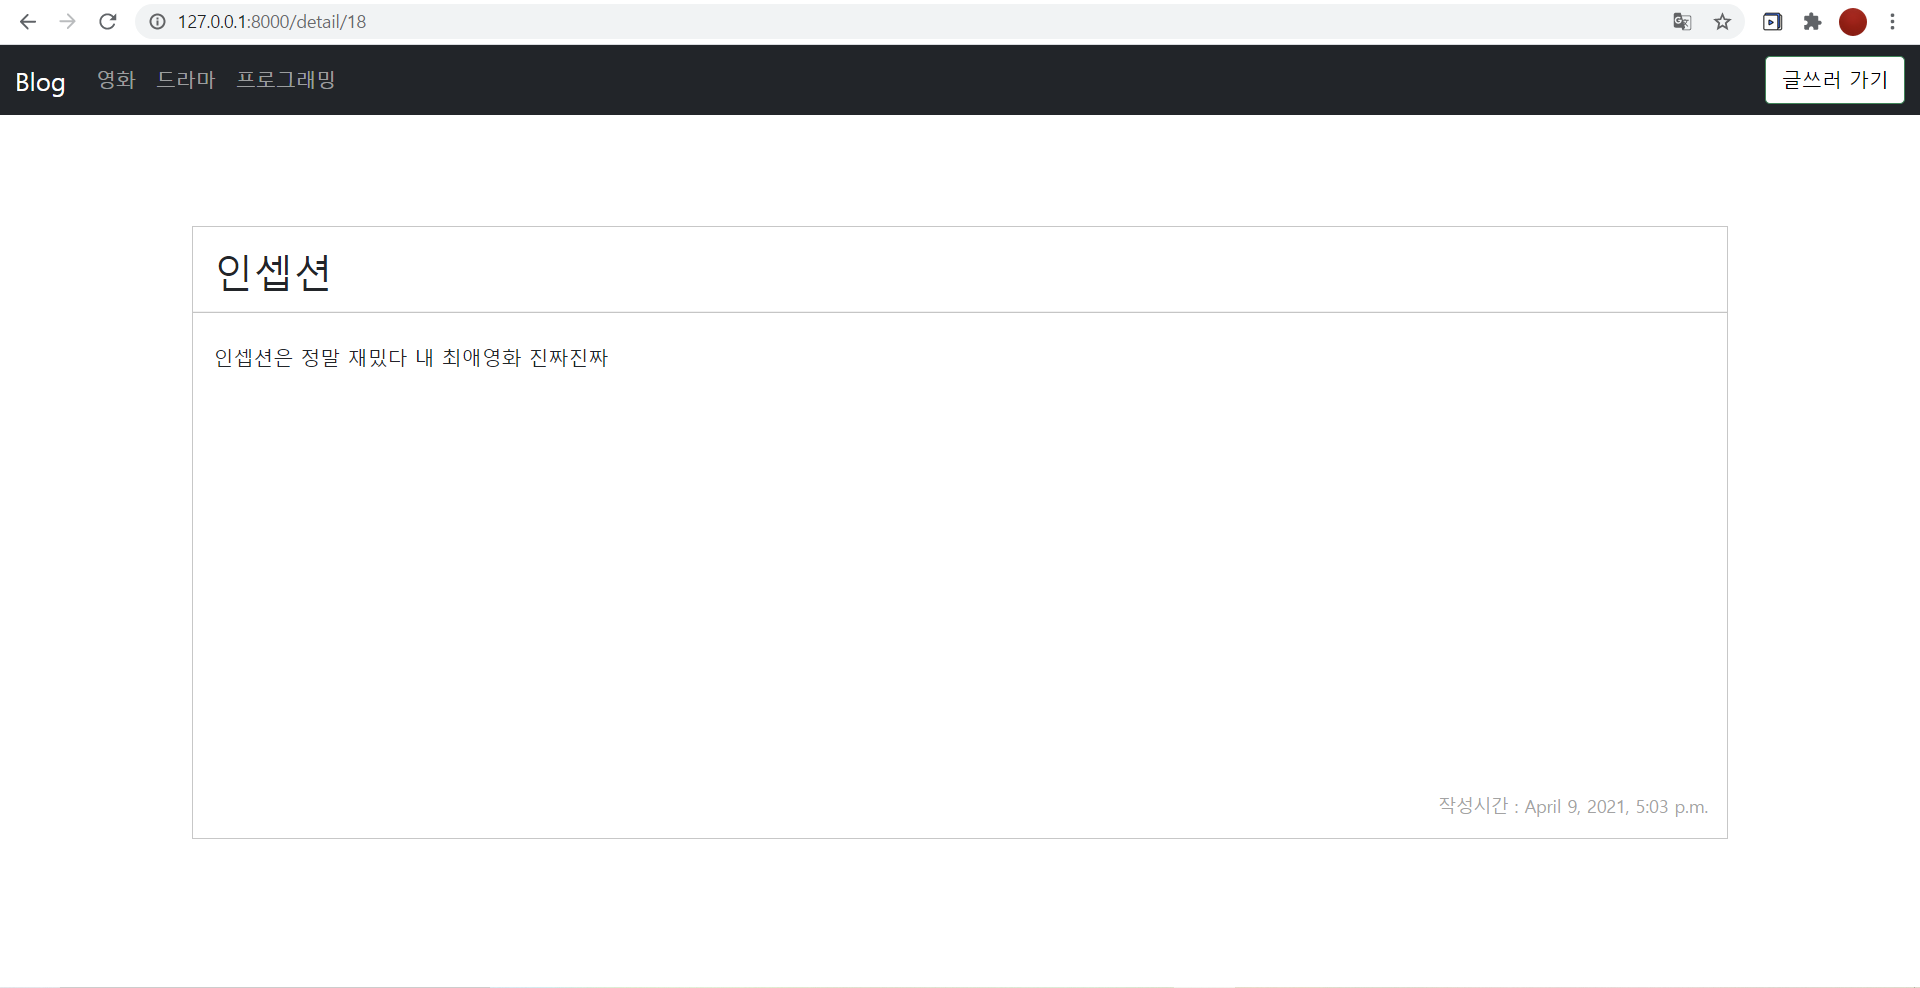 127.0.0.1:8000/detail/18
Blog 영화 드라마 프로그래밍 글쓰러 가기
인셉션
인셉션은 정말 재밌다 내 최애영화 진짜진짜
작성시간 : April 9, 2021, 5:03 p.m.